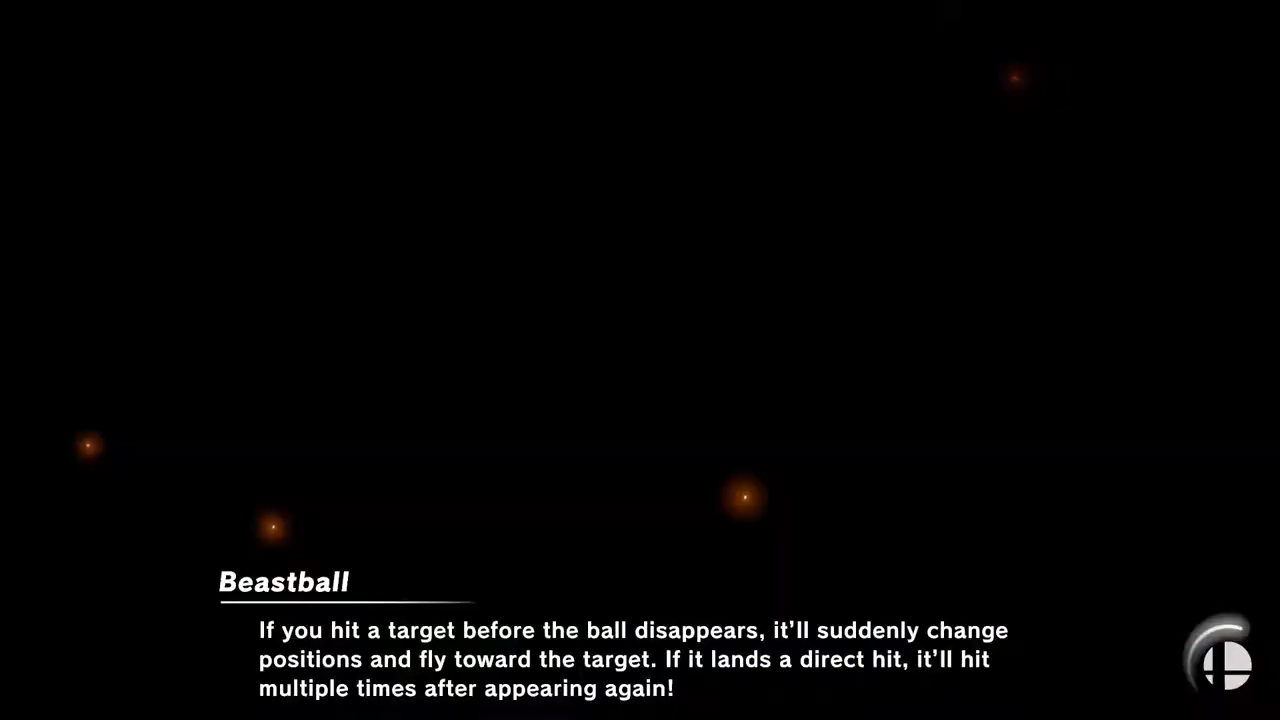 Beastball
If you hit a target before the ball disappears, it’ll suddenly change
positions and fly toward the target. If it lands a direct hit, it’ll hit
multiple times after appearing again!